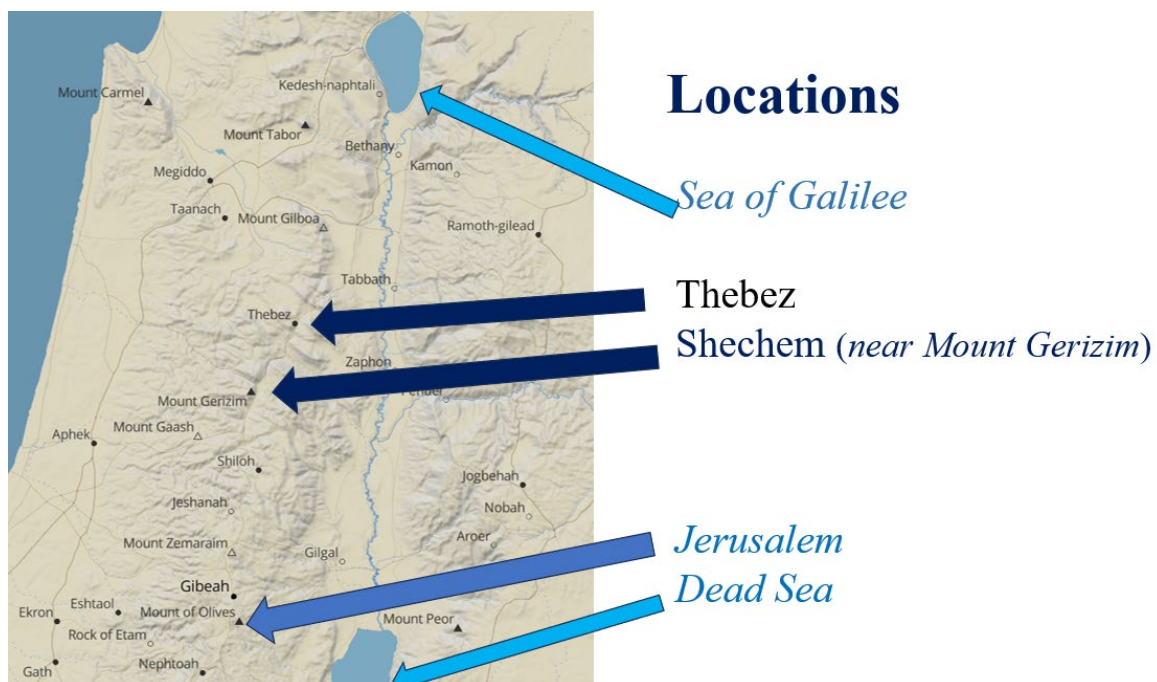 Locations
Sea of Galilee
Thebez
Shechem (near Mount Gerizim)
Jerusalem
Dead Sea
Mount Carmel
Kedesh-naphtali
Mount Tabor
Bethany
Kamon
Megiddo
Taanach
Mount Gilboa
Ramoth-gilead
Tabbath
Thebez
Zaphon
Mount Gerizim
Mount Gaash
Aphek
Shiloh
Jogbehah
Jeshanah
Nobah
Mount Zemaraim
Gilgal
Aroer
Gibeah
Eshtaol
Ekron
Mount of Olives
Mount Peor
Rock of Etam
Nephtoah
Gath